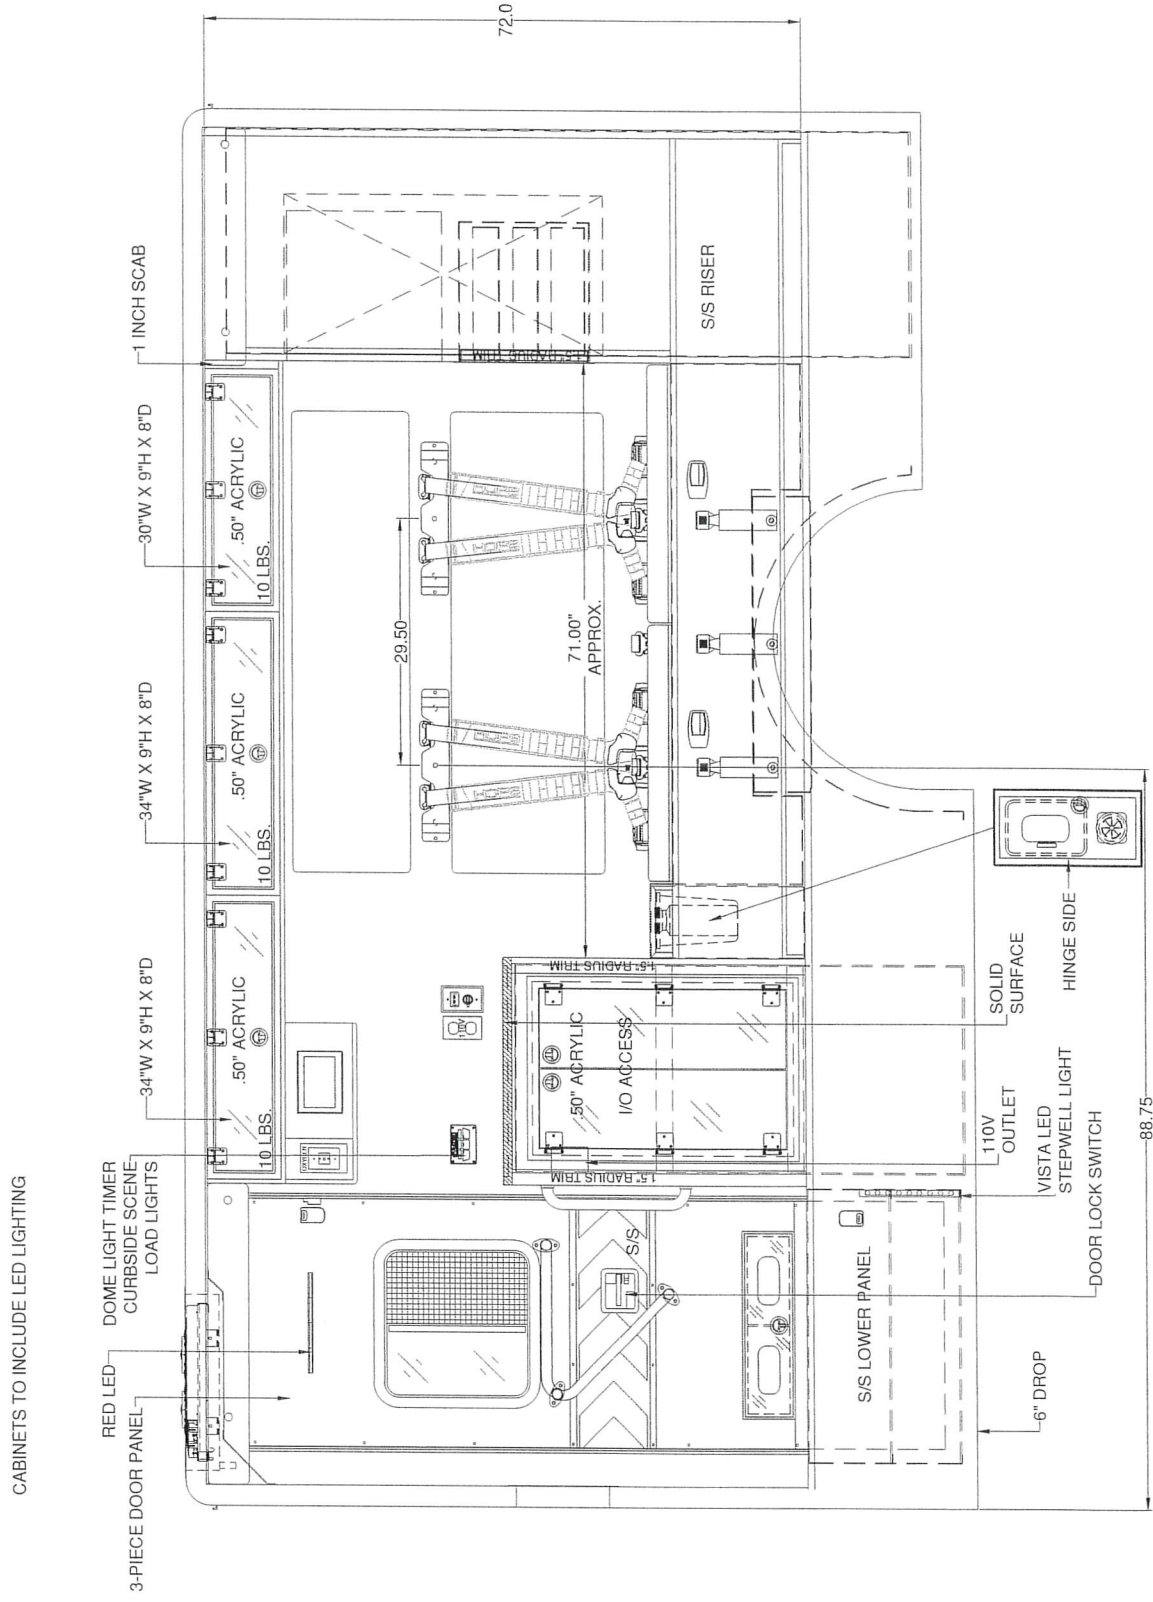 CABINETS TO INCLUDE LED LIGHTING
3-PIECE DOOR PANEL
RED LED
DOME LIGHT TIMER
CURBSIDE SCENE
LOAD LIGHTS
34"W X 9"H X 8"D
34"W X 9"H X 8"D
30"W X 9"H X 8"D
1 INCH SCAB
72.0
10 LBS.
.50" ACRYLIC
10 LBS.
.50" ACRYLIC
10 LBS.
.50" ACRYLIC
29.50
71.00"
APPROX.
110V
1.5" RADIUS TRIM
1.5" RADIUS TRIM
1.5" RADIUS TRIM
.50" ACRYLIC
I/O ACCESS
S/S
S/S RISER
S/S LOWER PANEL
6" DROP
DOOR LOCK SWITCH
VISTA LED
STEPWELL LIGHT
110V
OUTLET
SOLID
SURFACE
HINGE SIDE
88.75